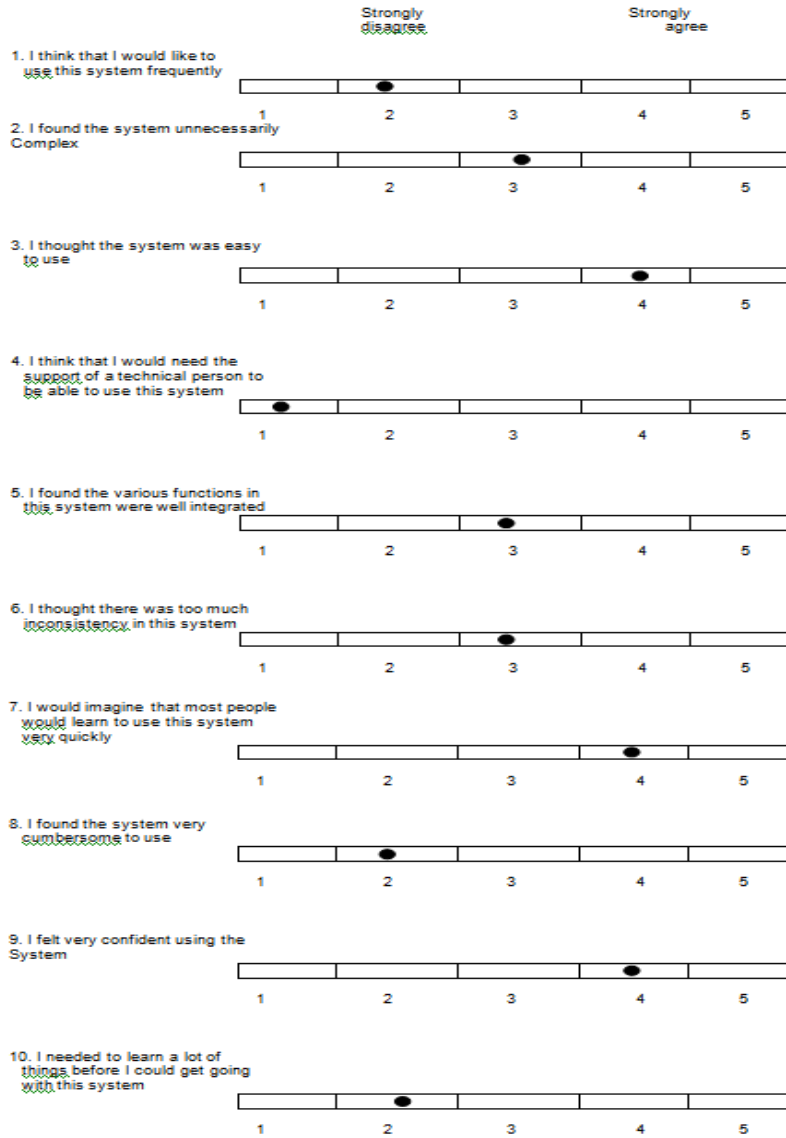 Strongly disagree
Strongly agree
1. I think that I would like to
use this system frequently
1 2 3 4 5
2. I found the system unnecessarily
Complex
1 2 3 4 5
3. I thought the system was easy
to use
1 2 3 4 5
4. I think that I would need the
support of a technical person to
be able to use this system
1 2 3 4 5
5. I found the various functions in
this system were well integrated
1 2 3 4 5
6. I thought there was too much
inconsistency in this system
1 2 3 4 5
7. I would imagine that most people
would learn to use this system
very quickly
1 2 3 4 5
8. I found the system very
cumbersome to use
1 2 3 4 5
9. I felt very confident using the
System
1 2 3 4 5
10. I needed to learn a lot of
things before I could get going
with this system
1 2 3 4 5